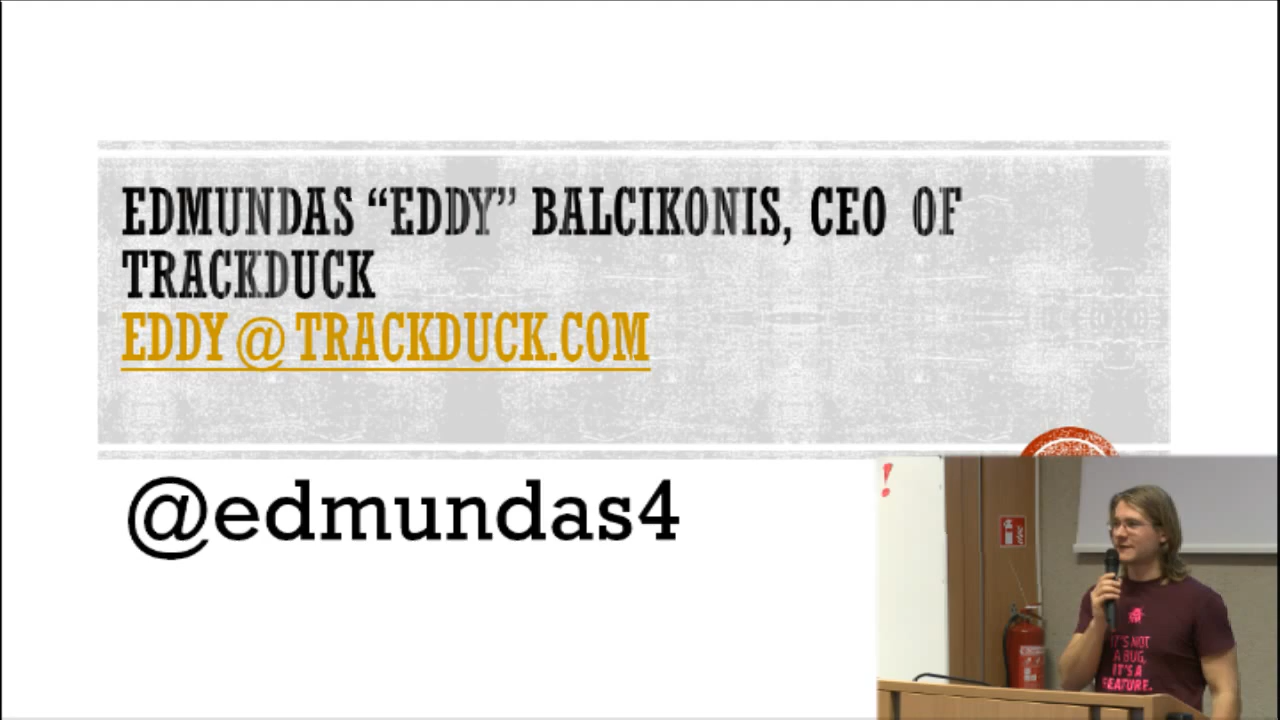 EDMUNDAS “EDDY” BALCIKONIS, CEO OF
TRACKDUCK
EDDY@TRACKDUCK.COM
@edmundas4
!
IT'S NOT
A BUG,
IT'S A
FEATURE.